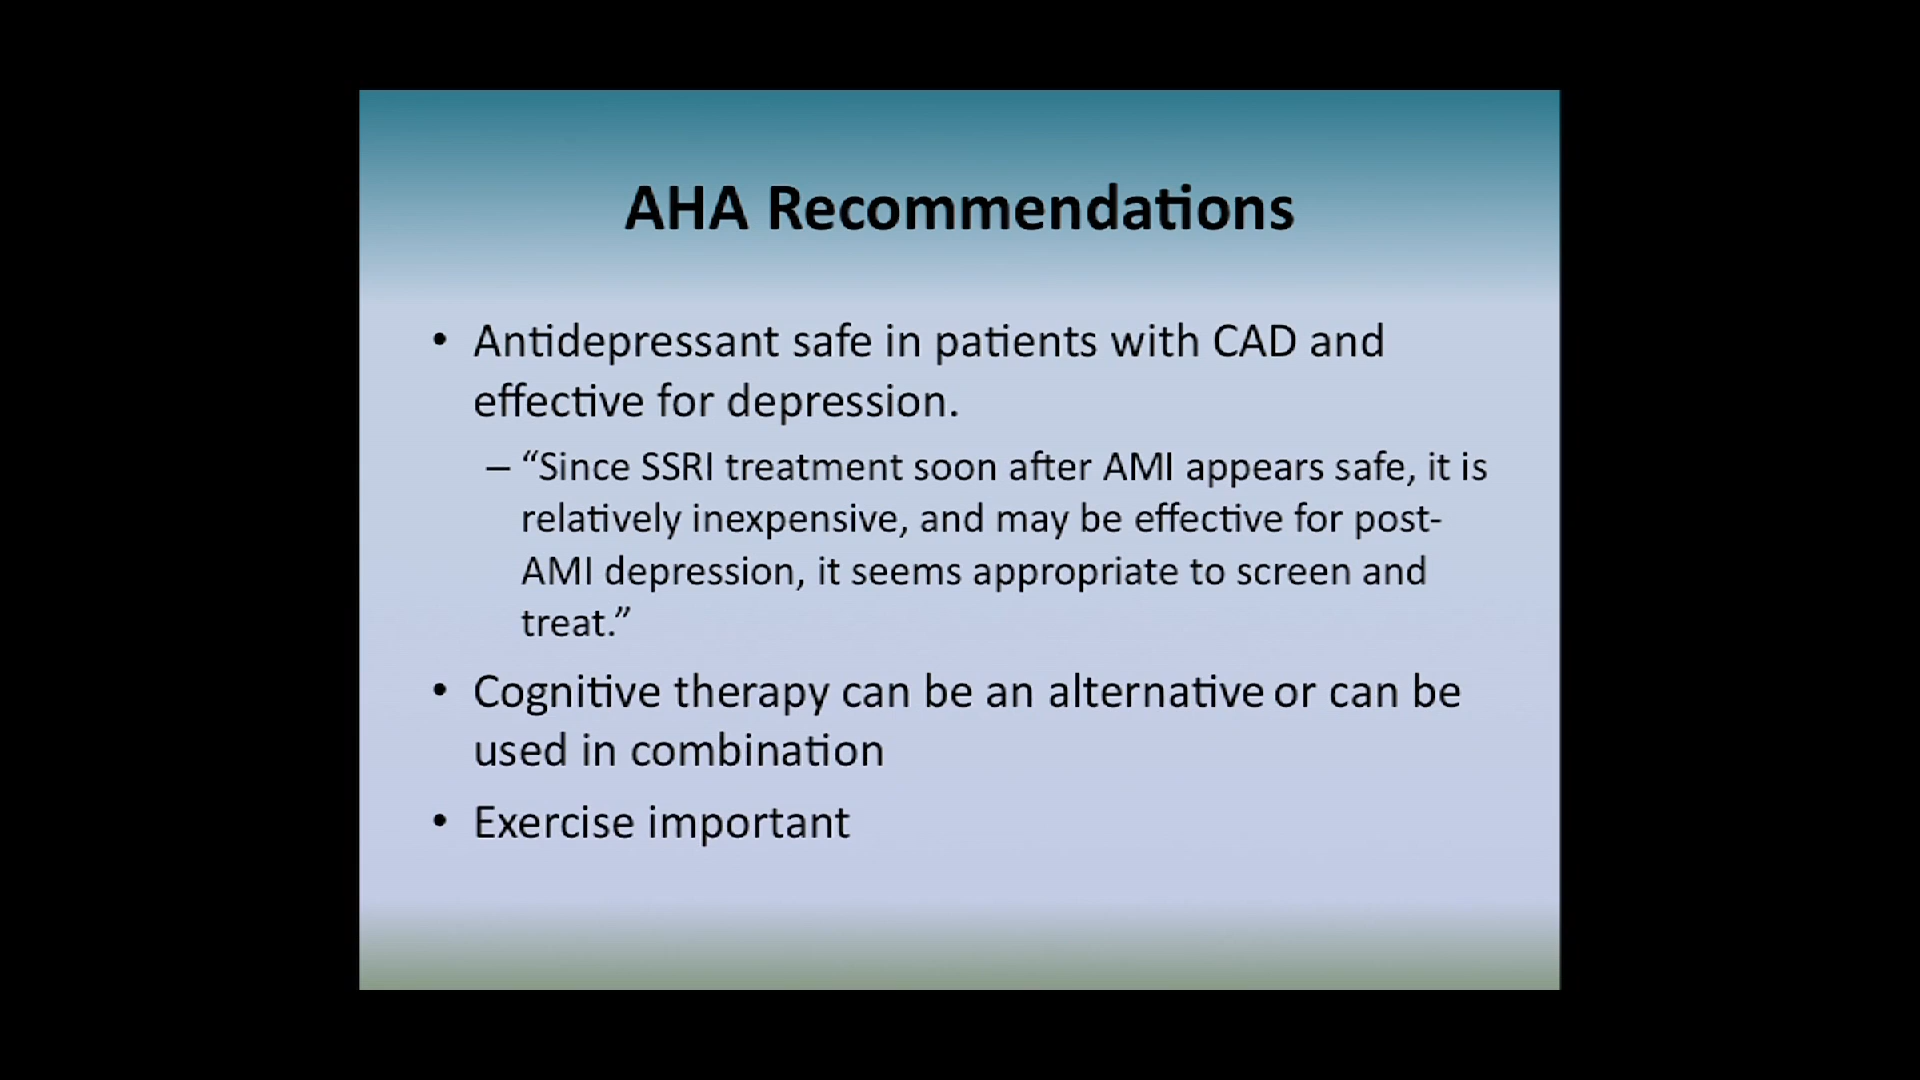 AHA Recommendations
• Antidepressant safe in patients with CAD and
effective for depression.
– “Since SSRI treatment soon after AMI appears safe, it is
relatively inexpensive, and may be effective for post-
AMI depression, it seems appropriate to screen and
treat.”
• Cognitive therapy can be an alternative or can be
used in combination
• Exercise important